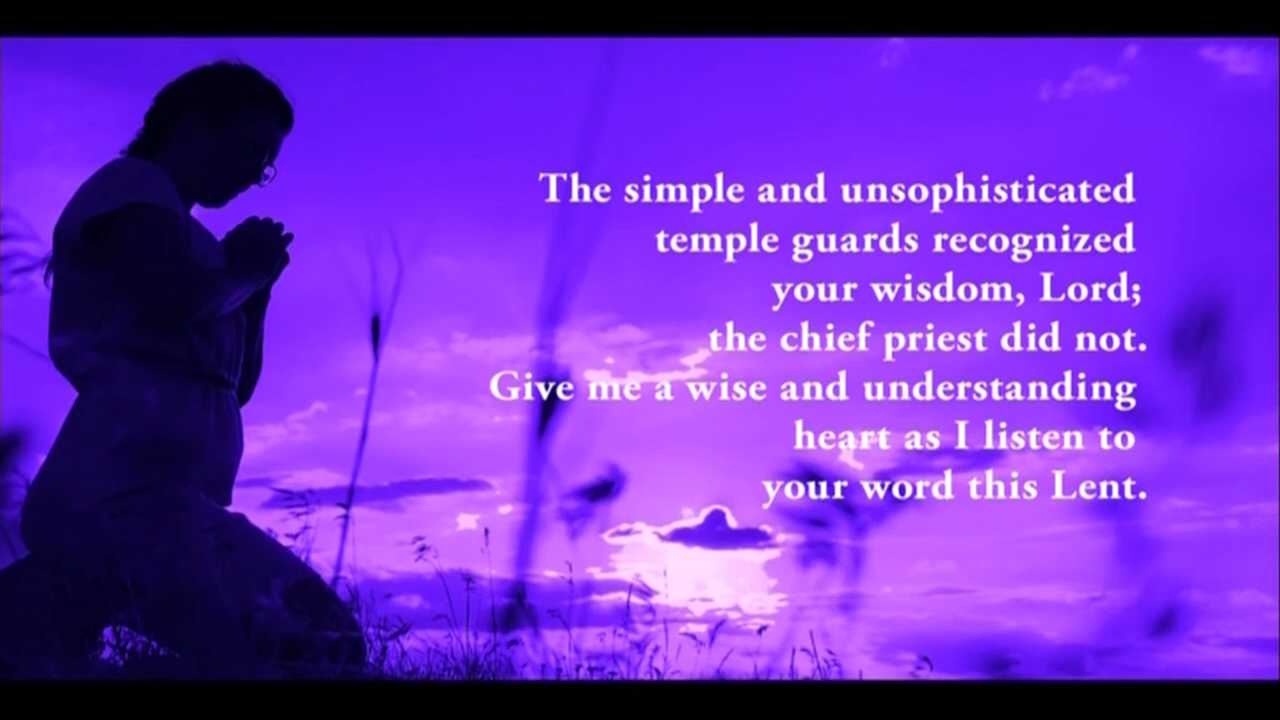 The simple and unsophisticated
temple guards recognized
your wisdom, Lord;
the chief priest did not.
Give me a wise and understanding
heart as I listen to
your word this Lent.